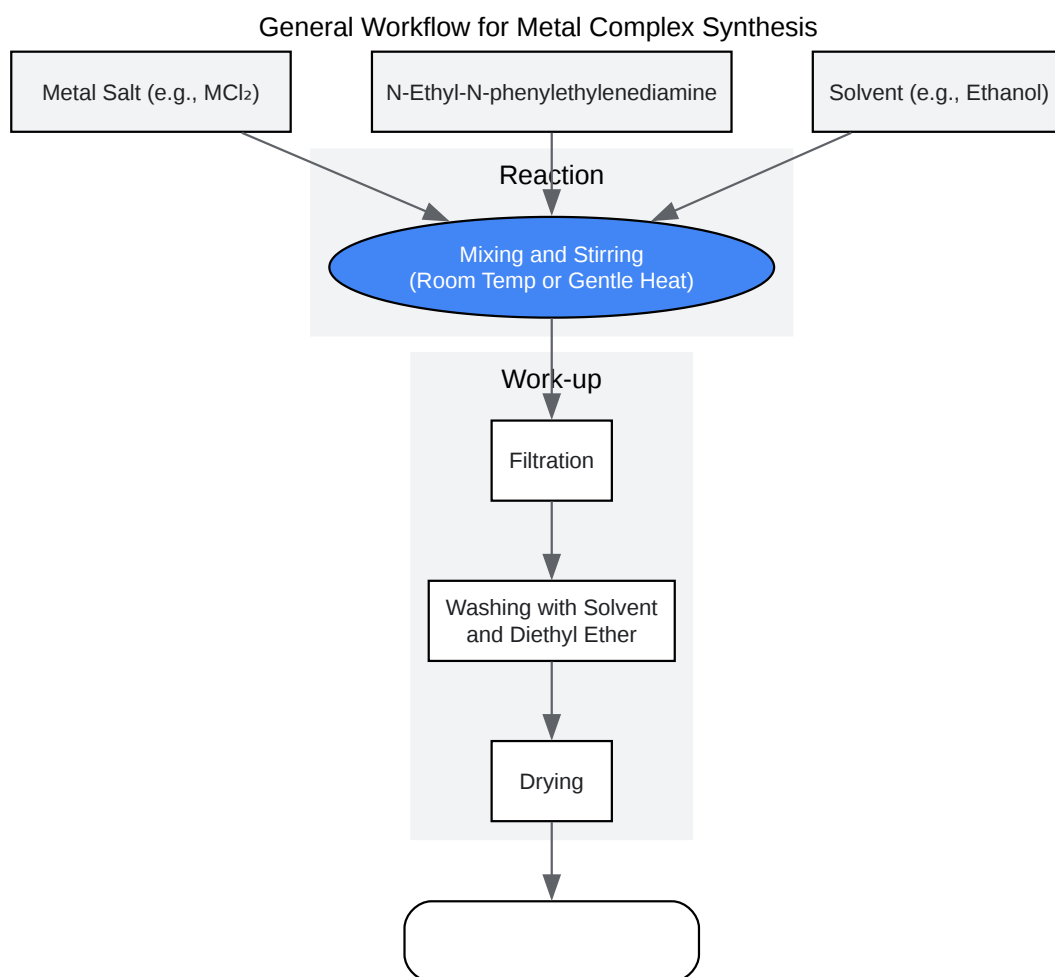 General Workflow for Metal Complex Synthesis
Metal Salt (e.g., MCl₂)
N-Ethyl-N-phenylethylenediamine
Solvent (e.g., Ethanol)
Reaction
Mixing and Stirring
(Room Temp or Gentle Heat)
Work-up
Filtration
Washing with Solvent
and Diethyl Ether
Drying